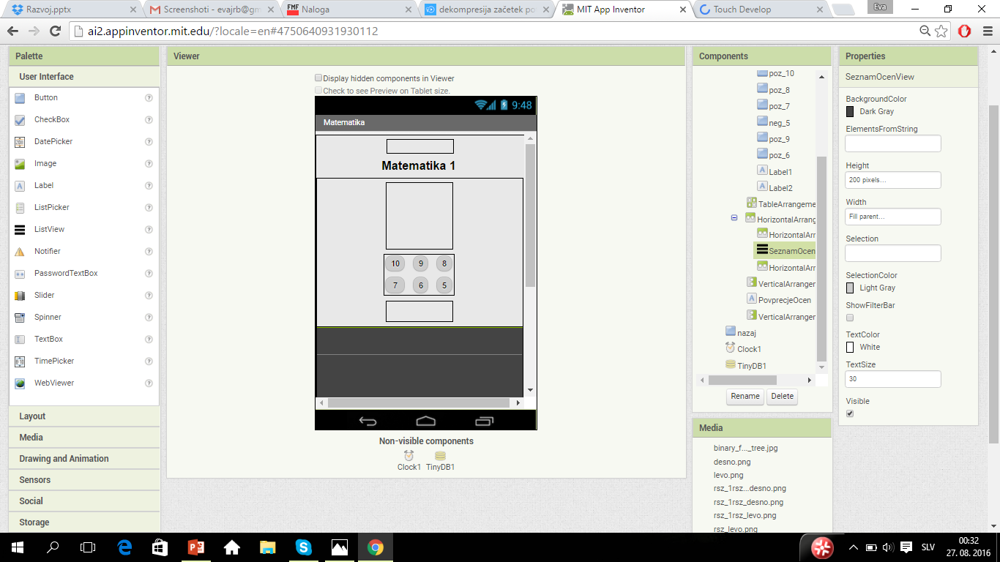 Razvoj.pptx
Screenshoti - evajrb@gm
FMF Naloga
dekompresija začetek po
MIT App Inventor
Touch Develop
Eva
ai2.appinventor.mit.edu/?locale=en#4750640931930112
Palette
User Interface
Button
CheckBox
DatePicker
Image
Label
ListPicker
ListView
Notifier
PasswordTextBox
Slider
Spinner
TextBox
TimePicker
WebViewer
Layout
Media
Drawing and Animation
Sensors
Social
Storage
Viewer
Display hidden components in Viewer
Check to see Preview on Tablet size.
9:48
Matematika
Matematika 1
10 9 8
7 6 5
Non-visible components
Clock1 TinyDB1
Components
poz_10
poz_8
poz_7
neg_5
poz_9
poz_6
Label1
Label2
TableArrangeme
HorizontalArrang
HorizontalArr
SeznamOcen
HorizontalArr
VerticalArranger
PovprecjeOcen
VerticalArranger
nazaj
Clock1
TinyDB1
Rename Delete
Media
binary_f..._tree.jpg
desno.png
levo.png
rsz_1rsz...desno.png
rsz_1rsz_desno.png
rsz_1rsz_levo.png
rsz_levo.png
Properties
SeznamOcenView
BackgroundColor
Dark Gray
ElementsFromString
Height
200 pixels...
Width
Fill parent...
Selection
SelectionColor
Light Gray
ShowFilterBar
TextColor
White
TextSize
30
Visible
SLV
00:32
27. 08. 2016